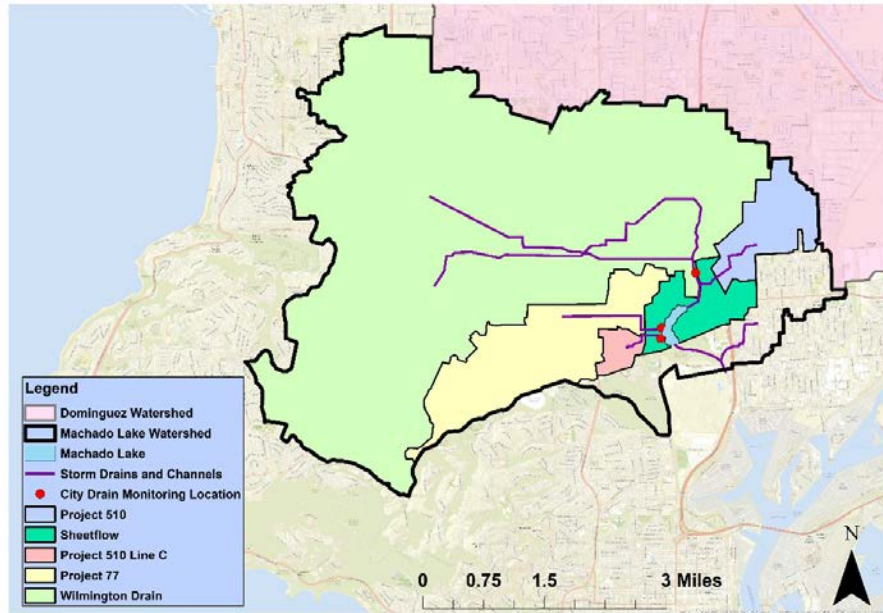 Legend
Dominguez Watershed
Machado Lake Watershed
Machado Lake
Storm Drains and Channels
City Drain Monitoring Location
Project 510
Sheetflow
Project 510 Line C
Project 77
Wilmington Drain
0 0.75 1.5 3 Miles
N